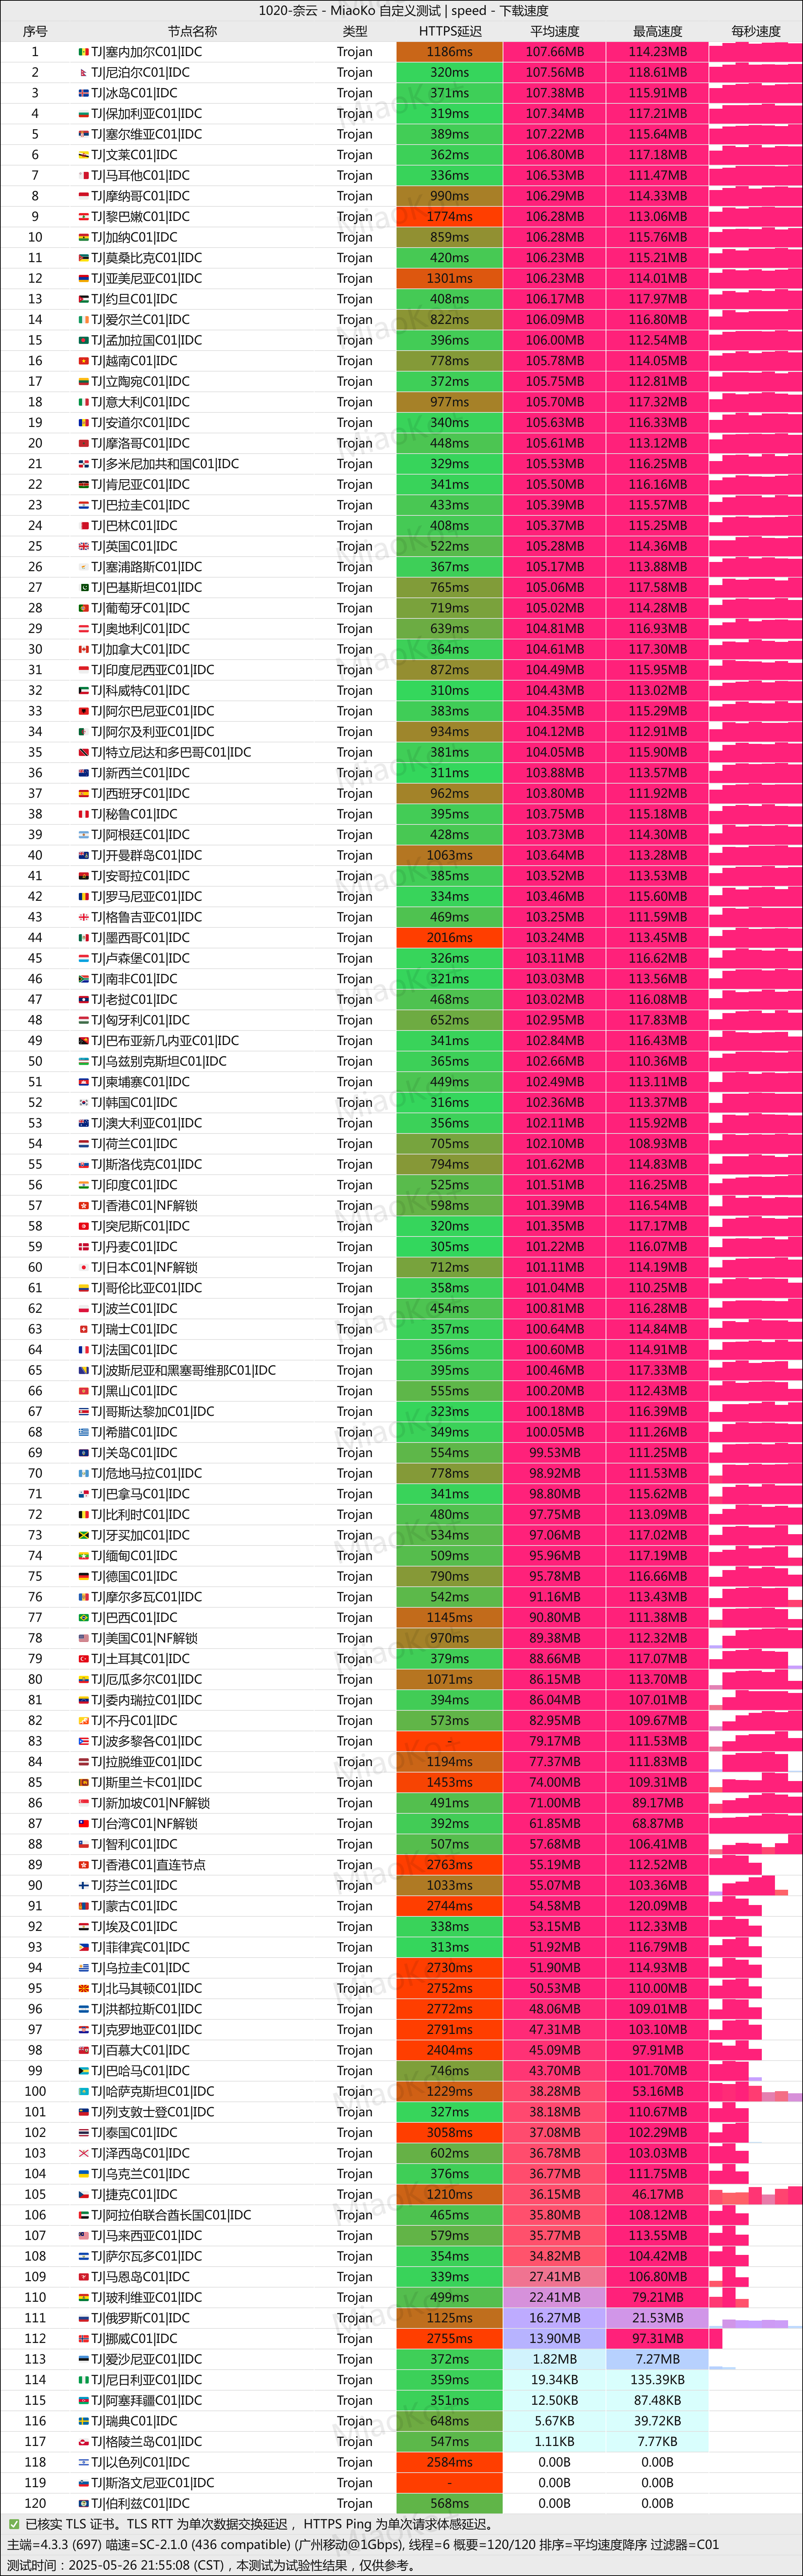 1020-奈云 - MiaoKo 自定义测试 | speed - 下载速度
序号 节点名称 类型 HTTPS延迟 平均速度 最高速度 每秒速度
1 TJ|塞内加尔C01|IDC Trojan 1186ms 107.66MB 114.23MB
2 TJ|尼泊尔C01|IDC Trojan 320ms 107.56MB 118.61MB
3 TJ|冰岛C01|IDC Trojan 371ms 107.38MB 115.91MB
4 TJ|保加利亚C01|IDC Trojan 319ms 107.34MB 117.21MB
5 TJ|塞尔维亚C01|IDC Trojan 389ms 107.22MB 115.64MB
6 TJ|文莱C01|IDC Trojan 362ms 106.80MB 117.18MB
7 TJ|马耳他C01|IDC Trojan 336ms 106.53MB 111.47MB
8 TJ|摩纳哥C01|IDC Trojan 990ms 106.29MB 114.33MB
9 TJ|黎巴嫩C01|IDC Trojan 1774ms 106.28MB 113.06MB
10 TJ|加纳C01|IDC Trojan 859ms 106.28MB 115.76MB
11 TJ|莫桑比克C01|IDC Trojan 420ms 106.23MB 115.21MB
12 TJ|亚美尼亚C01|IDC Trojan 1301ms 106.23MB 114.01MB
13 TJ|约旦C01|IDC Trojan 408ms 106.17MB 117.97MB
14 TJ|爱尔兰C01|IDC Trojan 822ms 106.09MB 116.80MB
15 TJ|孟加拉国C01|IDC Trojan 396ms 106.00MB 112.54MB
16 TJ|越南C01|IDC Trojan 778ms 105.78MB 114.05MB
17 TJ|立陶宛C01|IDC Trojan 372ms 105.75MB 112.81MB
18 TJ|意大利C01|IDC Trojan 977ms 105.70MB 117.32MB
19 TJ|安道尔C01|IDC Trojan 340ms 105.63MB 116.33MB
20 TJ|摩洛哥C01|IDC Trojan 448ms 105.61MB 113.12MB
21 TJ|多米尼加共和国C01|IDC Trojan 329ms 105.53MB 116.25MB
22 TJ|肯尼亚C01|IDC Trojan 341ms 105.50MB 116.16MB
23 TJ|巴拉圭C01|IDC Trojan 433ms 105.39MB 115.57MB
24 TJ|巴林C01|IDC Trojan 408ms 105.37MB 115.25MB
25 TJ|英国C01|IDC Trojan 522ms 105.28MB 114.36MB
26 TJ|塞浦路斯C01|IDC Trojan 367ms 105.17MB 113.88MB
27 TJ|巴基斯坦C01|IDC Trojan 765ms 105.06MB 117.58MB
28 TJ|葡萄牙C01|IDC Trojan 719ms 105.02MB 114.28MB
29 TJ|奥地利C01|IDC Trojan 639ms 104.81MB 116.93MB
30 TJ|加拿大C01|IDC Trojan 364ms 104.61MB 117.30MB
31 TJ|印度尼西亚C01|IDC Trojan 872ms 104.49MB 115.95MB
32 TJ|科威特C01|IDC Trojan 310ms 104.43MB 113.02MB
33 TJ|阿尔巴尼亚C01|IDC Trojan 383ms 104.35MB 115.29MB
34 TJ|阿尔及利亚C01|IDC Trojan 934ms 104.12MB 112.91MB
35 TJ|特立尼达和多巴哥C01|IDC Trojan 381ms 104.05MB 115.90MB
36 TJ|新西兰C01|IDC Trojan 311ms 103.88MB 113.57MB
37 TJ|西班牙C01|IDC Trojan 962ms 103.80MB 111.92MB
38 TJ|秘鲁C01|IDC Trojan 395ms 103.75MB 115.18MB
39 TJ|阿根廷C01|IDC Trojan 428ms 103.73MB 114.30MB
40 TJ|开曼群岛C01|IDC Trojan 1063ms 103.64MB 113.28MB
41 TJ|安哥拉C01|IDC Trojan 385ms 103.52MB 113.53MB
42 TJ|罗马尼亚C01|IDC Trojan 334ms 103.46MB 115.60MB
43 TJ|格鲁吉亚C01|IDC Trojan 469ms 103.25MB 111.59MB
44 TJ|墨西哥C01|IDC Trojan 2016ms 103.24MB 113.45MB
45 TJ|卢森堡C01|IDC Trojan 326ms 103.11MB 116.62MB
46 TJ|南非C01|IDC Trojan 321ms 103.03MB 113.56MB
47 TJ|老挝C01|IDC Trojan 468ms 103.02MB 116.08MB
48 TJ|匈牙利C01|IDC Trojan 652ms 102.95MB 117.83MB
49 TJ|巴布亚新几内亚C01|IDC Trojan 341ms 102.84MB 116.43MB
50 TJ|乌兹别克斯坦C01|IDC Trojan 365ms 102.66MB 110.36MB
51 TJ|柬埔寨C01|IDC Trojan 449ms 102.49MB 113.11MB
52 TJ|韩国C01|IDC Trojan 316ms 102.36MB 113.37MB
53 TJ|澳大利亚C01|IDC Trojan 356ms 102.11MB 115.92MB
54 TJ|荷兰C01|IDC Trojan 705ms 102.10MB 108.93MB
55 TJ|斯洛伐克C01|IDC Trojan 794ms 101.62MB 114.83MB
56 TJ|印度C01|IDC Trojan 525ms 101.51MB 116.25MB
57 TJ|香港C01|NF解锁 Trojan 598ms 101.39MB 116.54MB
58 TJ|突尼斯C01|IDC Trojan 320ms 101.35MB 117.17MB
59 TJ|丹麦C01|IDC Trojan 305ms 101.22MB 116.07MB
60 TJ|日本C01|NF解锁 Trojan 712ms 101.11MB 114.19MB
61 TJ|哥伦比亚C01|IDC Trojan 358ms 101.04MB 110.25MB
62 TJ|波兰C01|IDC Trojan 454ms 100.81MB 116.28MB
63 TJ|瑞士C01|IDC Trojan 357ms 100.64MB 114.84MB
64 TJ|法国C01|IDC Trojan 356ms 100.60MB 114.91MB
65 TJ|波斯尼亚和黑塞哥维那C01|IDC Trojan 395ms 100.46MB 117.33MB
66 TJ|黑山C01|IDC Trojan 555ms 100.20MB 112.43MB
67 TJ|哥斯达黎加C01|IDC Trojan 323ms 100.18MB 116.39MB
68 TJ|希腊C01|IDC Trojan 349ms 100.05MB 111.26MB
69 TJ|关岛C01|IDC Trojan 554ms 99.53MB 111.25MB
70 TJ|危地马拉C01|IDC Trojan 778ms 98.92MB 111.53MB
71 TJ|巴拿马C01|IDC Trojan 341ms 98.80MB 115.62MB
72 TJ|比利时C01|IDC Trojan 480ms 97.75MB 113.09MB
73 TJ|牙买加C01|IDC Trojan 534ms 97.06MB 117.02MB
74 TJ|缅甸C01|IDC Trojan 509ms 95.96MB 117.19MB
75 TJ|德国C01|IDC Trojan 790ms 95.78MB 116.66MB
76 TJ|摩尔多瓦C01|IDC Trojan 542ms 91.16MB 113.43MB
77 TJ|巴西C01|IDC Trojan 1145ms 90.80MB 111.38MB
78 TJ|美国C01|NF解锁 Trojan 970ms 89.38MB 112.32MB
79 TJ|土耳其C01|IDC Trojan 379ms 88.66MB 117.07MB
80 TJ|厄瓜多尔C01|IDC Trojan 1071ms 86.15MB 113.70MB
81 TJ|委内瑞拉C01|IDC Trojan 394ms 86.04MB 107.01MB
82 TJ|不丹C01|IDC Trojan 573ms 82.95MB 109.67MB
83 TJ|波多黎各C01|IDC Trojan - 79.17MB 111.53MB
84 TJ|拉脱维亚C01|IDC Trojan 1194ms 77.37MB 111.83MB
85 TJ|斯里兰卡C01|IDC Trojan 1453ms 74.00MB 109.31MB
86 TJ|新加坡C01|NF解锁 Trojan 491ms 71.00MB 89.17MB
87 TJ|台湾C01|NF解锁 Trojan 392ms 61.85MB 68.87MB
88 TJ|智利C01|IDC Trojan 507ms 57.68MB 106.41MB
89 TJ|香港C01|直连节点 Trojan 2763ms 55.19MB 112.52MB
90 TJ|芬兰C01|IDC Trojan 1033ms 55.07MB 103.36MB
91 TJ|蒙古C01|IDC Trojan 2744ms 54.58MB 120.09MB
92 TJ|埃及C01|IDC Trojan 338ms 53.15MB 112.33MB
93 TJ|菲律宾C01|IDC Trojan 313ms 51.92MB 116.79MB
94 TJ|乌拉圭C01|IDC Trojan 2730ms 51.90MB 114.93MB
95 TJ|北马其顿C01|IDC Trojan 2752ms 50.53MB 110.00MB
96 TJ|洪都拉斯C01|IDC Trojan 2772ms 48.06MB 109.01MB
97 TJ|克罗地亚C01|IDC Trojan 2791ms 47.31MB 103.10MB
98 TJ|百慕大C01|IDC Trojan 2404ms 45.09MB 97.91MB
99 TJ|巴哈马C01|IDC Trojan 746ms 43.70MB 101.70MB
100 TJ|哈萨克斯坦C01|IDC Trojan 1229ms 38.28MB 53.16MB
101 TJ|列支敦士登C01|IDC Trojan 327ms 38.18MB 110.67MB
102 TJ|泰国C01|IDC Trojan 3058ms 37.08MB 102.29MB
103 TJ|泽西岛C01|IDC Trojan 602ms 36.78MB 103.03MB
104 TJ|乌克兰C01|IDC Trojan 376ms 36.77MB 111.75MB
105 TJ|捷克C01|IDC Trojan 1210ms 36.15MB 46.17MB
106 TJ|阿拉伯联合酋长国C01|IDC Trojan 465ms 35.80MB 108.12MB
107 TJ|马来西亚C01|IDC Trojan 579ms 35.77MB 113.55MB
108 TJ|萨尔瓦多C01|IDC Trojan 354ms 34.82MB 104.42MB
109 TJ|马恩岛C01|IDC Trojan 339ms 27.41MB 106.80MB
110 TJ|玻利维亚C01|IDC Trojan 499ms 22.41MB 79.21MB
111 TJ|俄罗斯C01|IDC Trojan 1125ms 16.27MB 21.53MB
112 TJ|挪威C01|IDC Trojan 2755ms 13.90MB 97.31MB
113 TJ|爱沙尼亚C01|IDC Trojan 372ms 1.82MB 7.27MB
114 TJ|尼日利亚C01|IDC Trojan 359ms 19.34KB 135.39KB
115 TJ|阿塞拜疆C01|IDC Trojan 351ms 12.50KB 87.48KB
116 TJ|瑞典C01|IDC Trojan 648ms 5.67KB 39.72KB
117 TJ|格陵兰岛C01|IDC Trojan 547ms 1.11KB 7.77KB
118 TJ|以色列C01|IDC Trojan 2584ms 0.00B 0.00B
119 TJ|斯洛文尼亚C01|IDC Trojan - 0.00B 0.00B
120 TJ|伯利兹C01|IDC Trojan 568ms 0.00B 0.00B
✅ 已核实 TLS 证书。TLS RTT 为单次数据交换延迟，HTTPS Ping 为单次请求体感延迟。
主端=4.3.3 (697) 喵速=SC-2.1.0 (436 compatible) (广州移动@1Gbps), 线程=6 概要=120/120 排序=平均速度降序 过滤器=C01
测试时间：2025-05-26 21:55:08 (CST)，本测试为试验性结果，仅供参考。